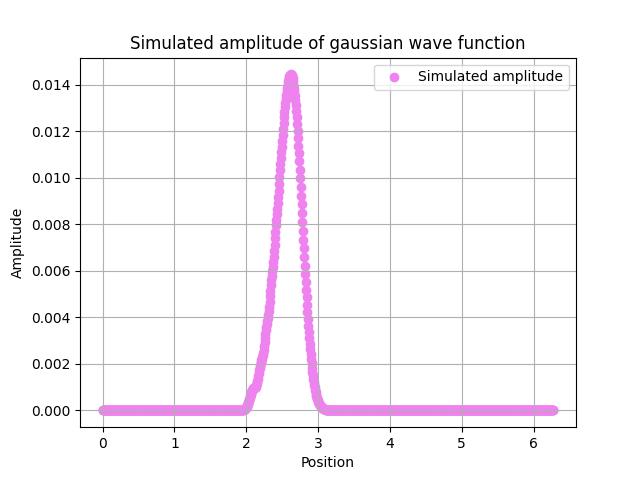 Simulated amplitude of gaussian wave function
Simulated amplitude
Amplitude
0.014
0.012
0.010
0.008
0.006
0.004
0.002
0.000
0 1 2 3 4 5 6
Position